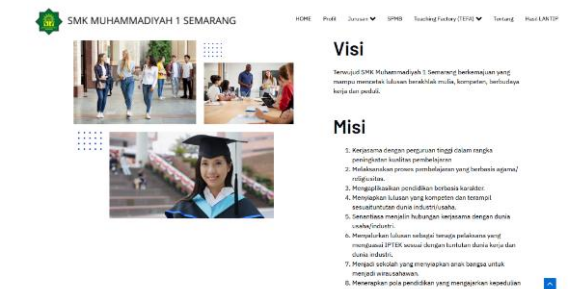 SMK MUHAMMADIYAH 1 SEMARANG
HOME Profil Jurusan SPMB Teaching Factory (TEFA) Tentang Hasil LANTIP
Visi
Terwujud SMK Muhammadiyah 1 Semarang berkemajuan yang
mampu mencetak lulusan berakhlak mulia, kompeten, berbudaya
kerja dan peduli.
Misi
1. Kerjasama dengan perguruan tinggi dalam rangka
peningkatan kualitas pembelajaran
2. Melaksanakan proses pembelajaran yang berbasis agama/
religiusitas.
3. Mengaplikasikan pendidikan berbasis karakter.
4. Menyiapkan lulusan yang kompeten dan terampil
sesuaituntutan dunia industri/usaha.
5. Senantiasa menjalin hubungan kerjasama dengan dunia
usaha/industri.
6. Menyalurkan lulusan sebagai tenaga pelaksana yang
menguasai IPTEK sesuai dengan tuntutan dunia kerja dan
dunia industri.
7. Menjadi sekolah yang menyiapkan anak bangsa untuk
menjadi wirausahawan.
8. Menerapkan pola pendidikan yang mengajarkan kepedulian